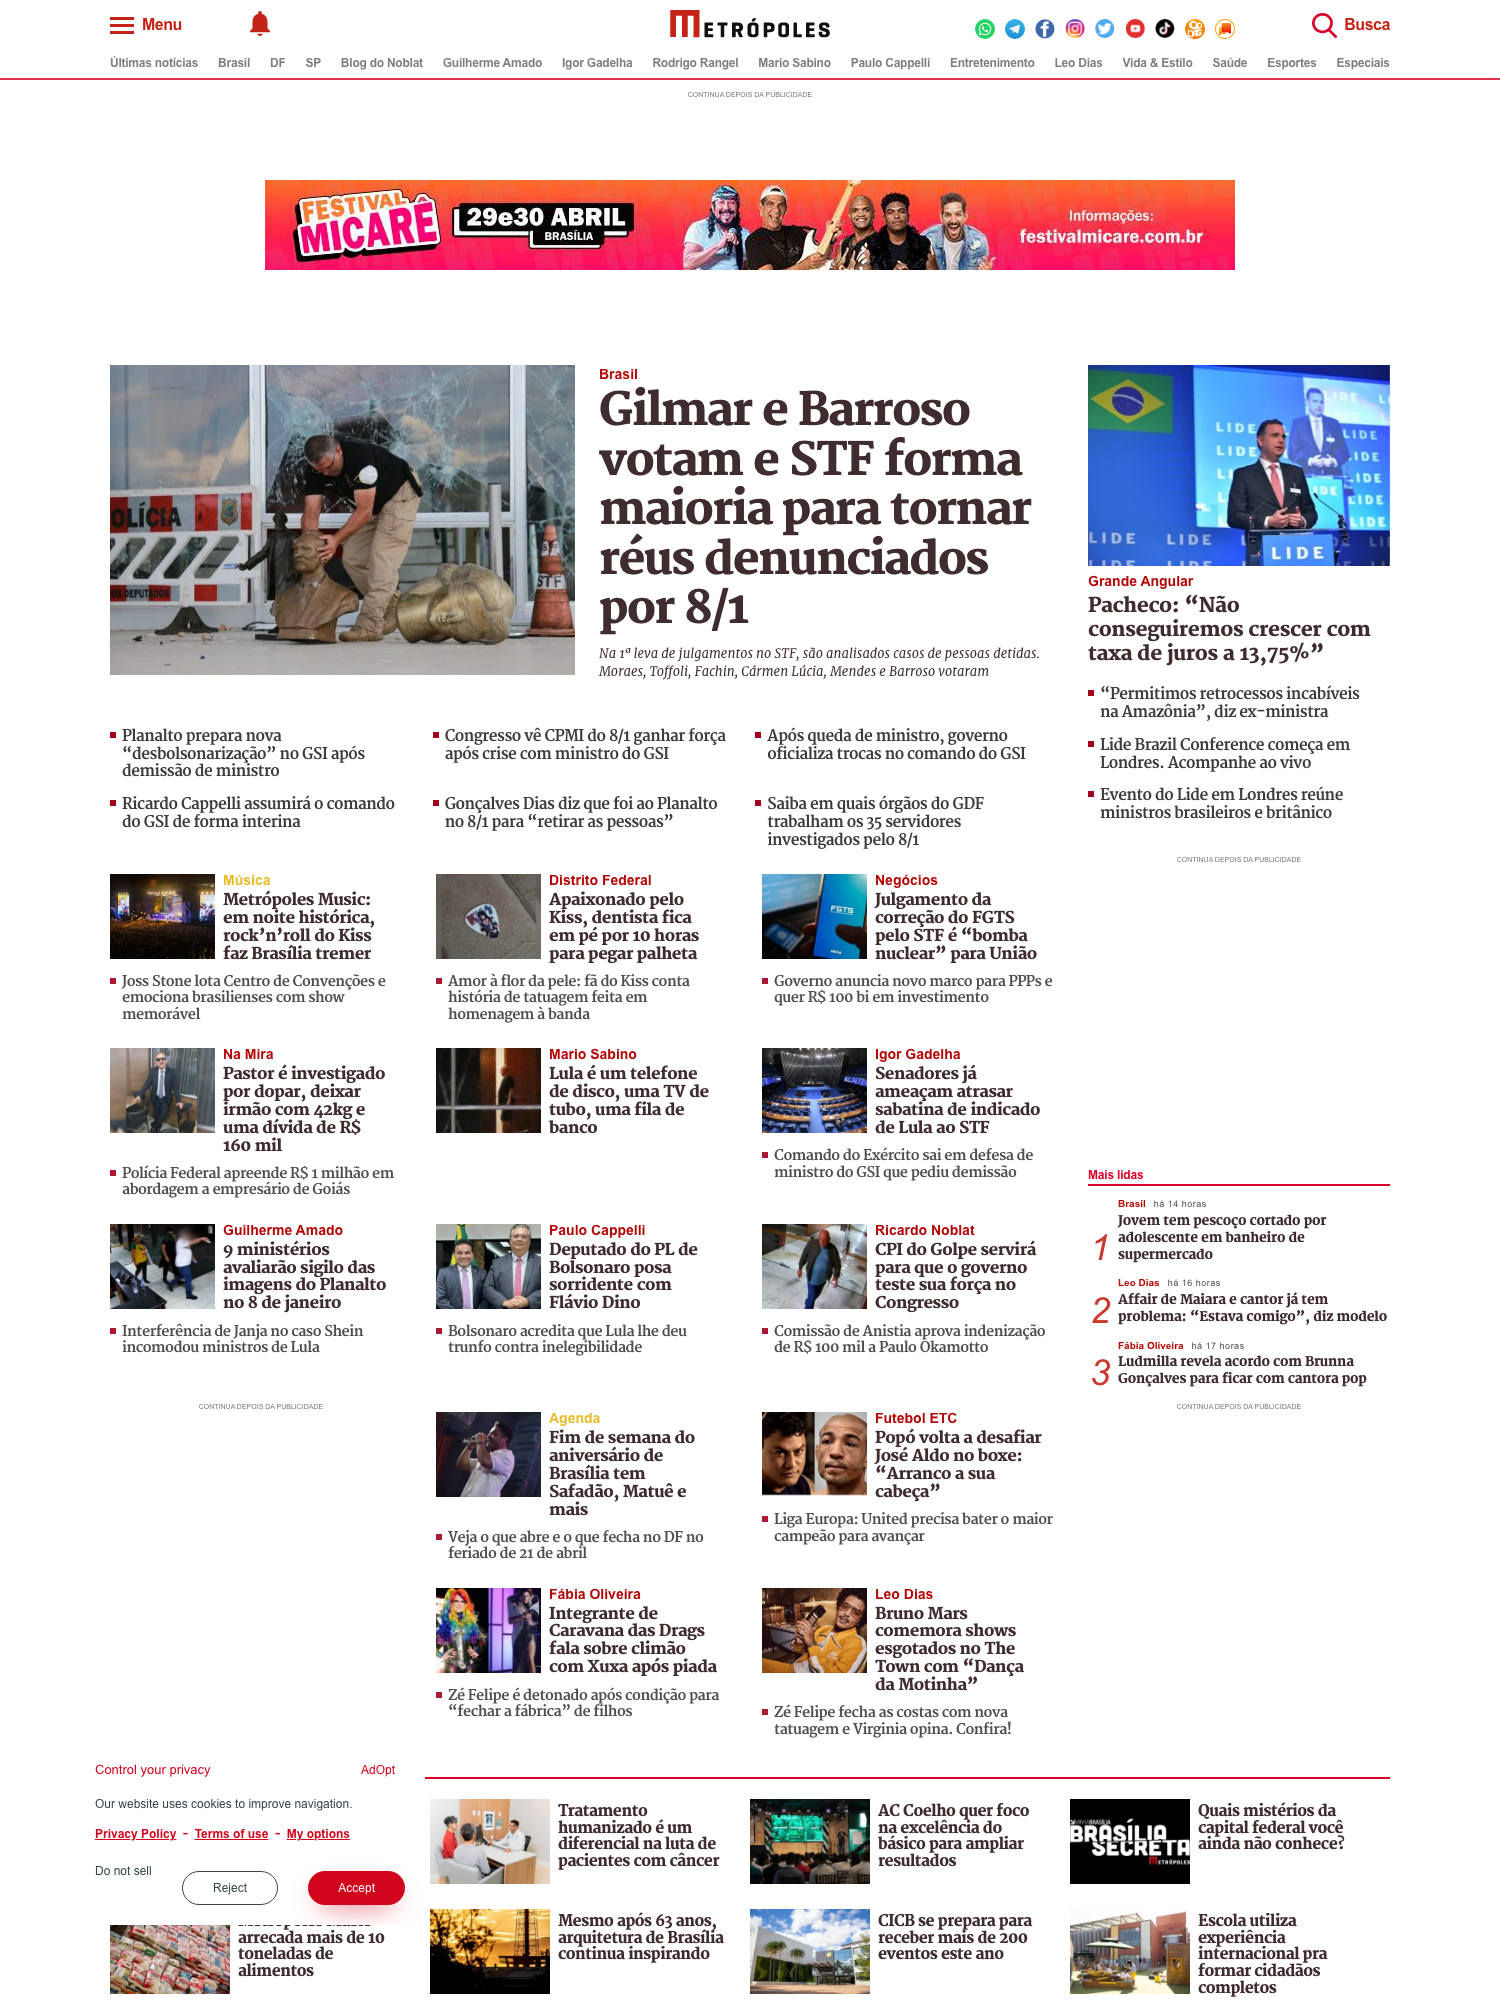 Menu
METRÓPOLES
Busca
Últimas notícias Brasil DF SP Blog do Noblat Guilherme Amado Igor Gadelha Rodrigo Rangel Mario Sabino Paulo Cappelli Entretenimento Leo Dias Vida & Estilo Saúde Esportes Especiais
CONTINUA DEPOIS DA PUBLICIDADE
FESTIVAL
MICARÊ
29e30 ABRIL
BRASÍLIA
Informações:
festivalmicare.com.br
Brasil
Gilmar e Barroso
votam e STF forma
maioria para tornar
réus denunciados
por 8/1
Na 1ª leva de julgamentos no STF, são analisados casos de pessoas detidas.
Moraes, Toffoli, Fachin, Cármen Lúcia, Mendes e Barroso votaram
OLÍCIA
OS DEPUTADOS
STF
LIDE
LIDE
LIDE
LIDE
LIDE
LIDE
LIDE
LIDE
Grande Angular
Pacheco: “Não
conseguiremos crescer com
taxa de juros a 13,75%”
“Permitimos retrocessos incabíveis
na Amazônia”, diz ex-ministra
Lide Brazil Conference começa em
Londres. Acompanhe ao vivo
Evento do Lide em Londres reúne
ministros brasileiros e britânico
Planalto prepara nova
“desbolsonarização” no GSI após
demissão de ministro
Congresso vê CPMI do 8/1 ganhar força
após crise com ministro do GSI
Após queda de ministro, governo
oficializa trocas no comando do GSI
Ricardo Cappelli assumirá o comando
do GSI de forma interina
Gonçalves Dias diz que foi ao Planalto
no 8/1 para “retirar as pessoas”
Saiba em quais órgãos do GDF
trabalham os 35 servidores
investigados pelo 8/1
CONTINUA DEPOIS DA PUBLICIDADE
Música
Metrópoles Music:
em noite histórica,
rock’n’roll do Kiss
faz Brasília tremer
Joss Stone lota Centro de Convenções e
emociona brasilienses com show
memorável
Distrito Federal
Apaixonado pelo
Kiss, dentista fica
em pé por 10 horas
para pegar palheta
Amor à flor da pele: fã do Kiss conta
história de tatuagem feita em
homenagem à banda
FGTS
Negócios
Julgamento da
correção do FGTS
pelo STF é “bomba
nuclear” para União
Governo anuncia novo marco para PPPs e
quer R$ 100 bi em investimento
Na Mira
Pastor é investigado
por dopar, deixar
irmão com 42kg e
uma dívida de R$
160 mil
Polícia Federal apreende R$ 1 milhão em
abordagem a empresário de Goiás
Mario Sabino
Lula é um telefone
de disco, uma TV de
tubo, uma fila de
banco
Igor Gadelha
Senadores já
ameaçam atrasar
sabatina de indicado
de Lula ao STF
Comando do Exército sai em defesa de
ministro do GSI que pediu demissão
Mais lidas
Brasil há 14 horas
1 Jovem tem pescoço cortado por
adolescente em banheiro de
supermercado
Leo Dias há 16 horas
2 Affair de Maiara e cantor já tem
problema: “Estava comigo”, diz modelo
Fábia Oliveira há 17 horas
3 Ludmilla revela acordo com Brunna
Gonçalves para ficar com cantora pop
CONTINUA DEPOIS DA PUBLICIDADE
Guilherme Amado
9 ministérios
avaliarão sigilo das
imagens do Planalto
no 8 de janeiro
Interferência de Janja no caso Shein
incomodou ministros de Lula
Paulo Cappelli
Deputado do PL de
Bolsonaro posa
sorridente com
Flávio Dino
Bolsonaro acredita que Lula lhe deu
trunfo contra inelegibilidade
Ricardo Noblat
CPI do Golpe servirá
para que o governo
teste sua força no
Congresso
Comissão de Anistia aprova indenização
de R$ 100 mil a Paulo Okamotto
CONTINUA DEPOIS DA PUBLICIDADE
Agenda
Fim de semana do
aniversário de
Brasília tem
Safadão, Matuê e
mais
Veja o que abre e o que fecha no DF no
feriado de 21 de abril
Futebol ETC
Popó volta a desafiar
José Aldo no boxe:
“Arranco a sua
cabeça”
Liga Europa: United precisa bater o maior
campeão para avançar
Fábia Oliveira
Integrante de
Caravana das Drags
fala sobre climão
com Xuxa após piada
Zé Felipe é detonado após condição para
“fechar a fábrica” de filhos
Leo Dias
Bruno Mars
comemora shows
esgotados no The
Town com “Dança
da Motinha”
Zé Felipe fecha as costas com nova
tatuagem e Virginia opina. Confira!
Control your privacy
AdOpt
Our website uses cookies to improve navigation.
Privacy Policy - Terms of use - My options
Do not sell
Reject
Accept
Tratamento
humanizado é um
diferencial na luta de
pacientes com câncer
AC Coelho quer foco
na excelência do
básico para ampliar
resultados
BRASÍLIA
SECRETA
METRÓPOLES
Quais mistérios da
capital federal você
ainda não conhece?
arrecada mais de 10
toneladas de
alimentos
Mesmo após 63 anos,
arquitetura de Brasília
continua inspirando
CICB se prepara para
receber mais de 200
eventos este ano
Escola utiliza
experiência
internacional pra
formar cidadãos
completos